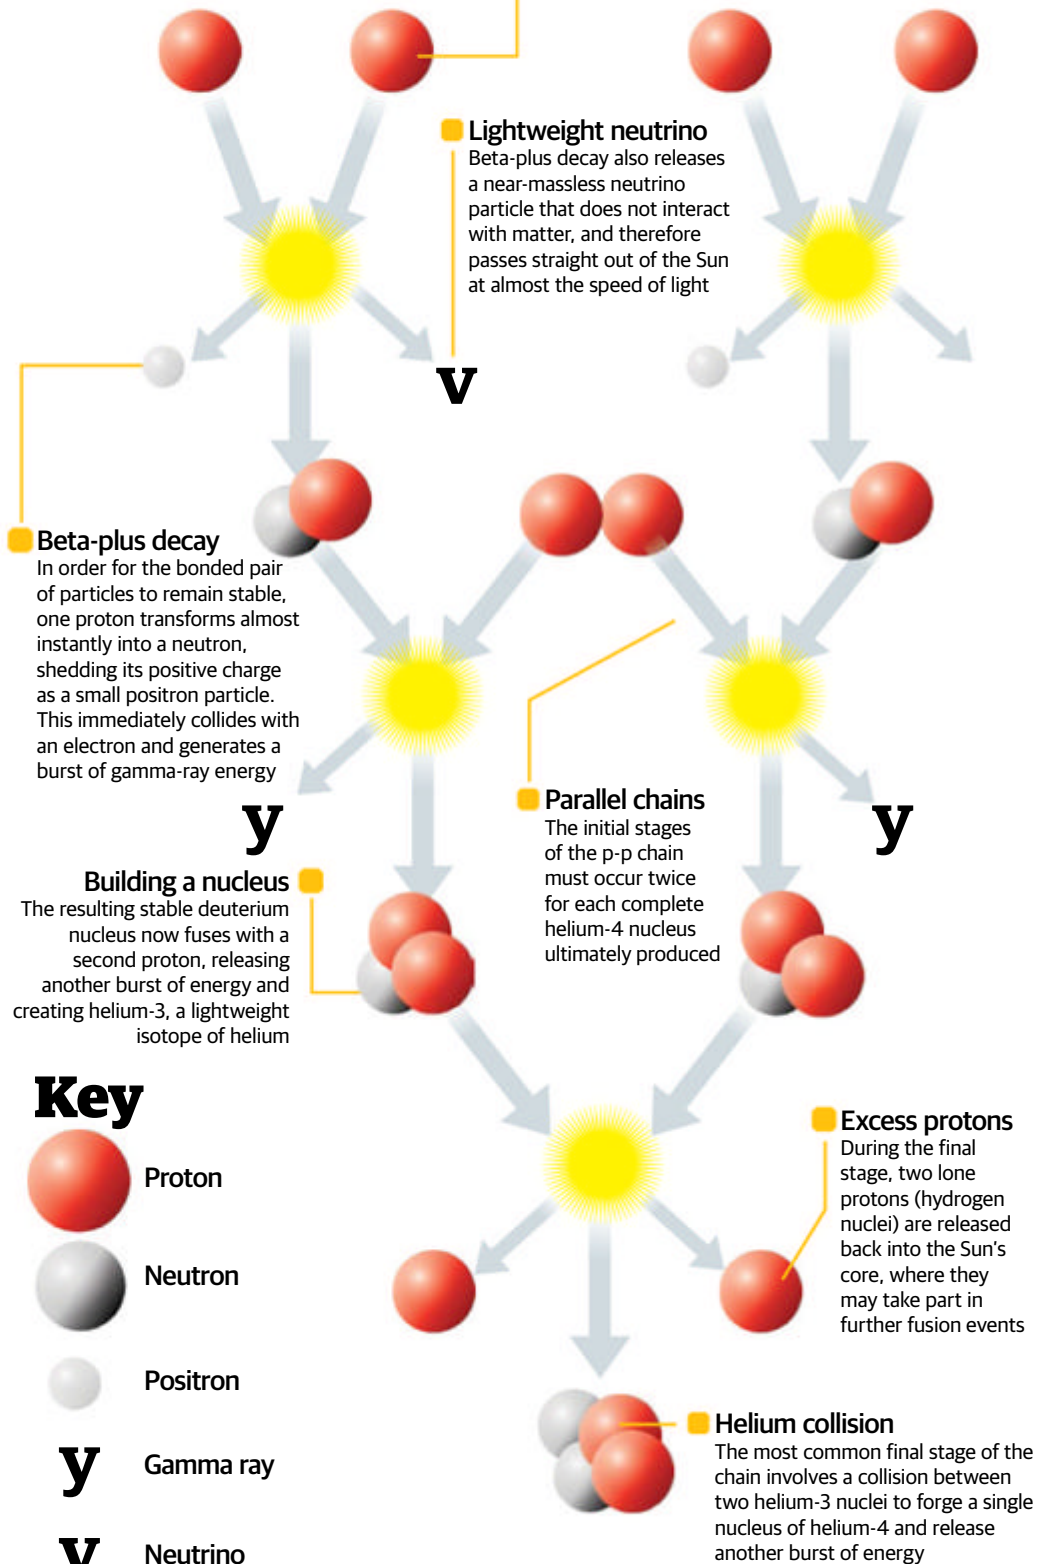 Lightweight neutrino
Beta-plus decay also releases
a near-massless neutrino
particle that does not interact
with matter, and therefore
passes straight out of the Sun
at almost the speed of light
v
Beta-plus decay
In order for the bonded pair
of particles to remain stable,
one proton transforms almost
instantly into a neutron,
shedding its positive charge
as a small positron particle.
This immediately collides with
an electron and generates a
burst of gamma-ray energy
y
Parallel chains
The initial stages
of the p-p chain
must occur twice
for each complete
helium-4 nucleus
ultimately produced
y
Building a nucleus
The resulting stable deuterium
nucleus now fuses with a
second proton, releasing
another burst of energy and
creating helium-3, a lightweight
isotope of helium
Key
Proton
Neutron
Positron
y Gamma ray
v Neutrino
Excess protons
During the final
stage, two lone
protons (hydrogen
nuclei) are released
back into the Sun's
core, where they
may take part in
further fusion events
Helium collision
The most common final stage of the
chain involves a collision between
two helium-3 nuclei to forge a single
nucleus of helium-4 and release
another burst of energy